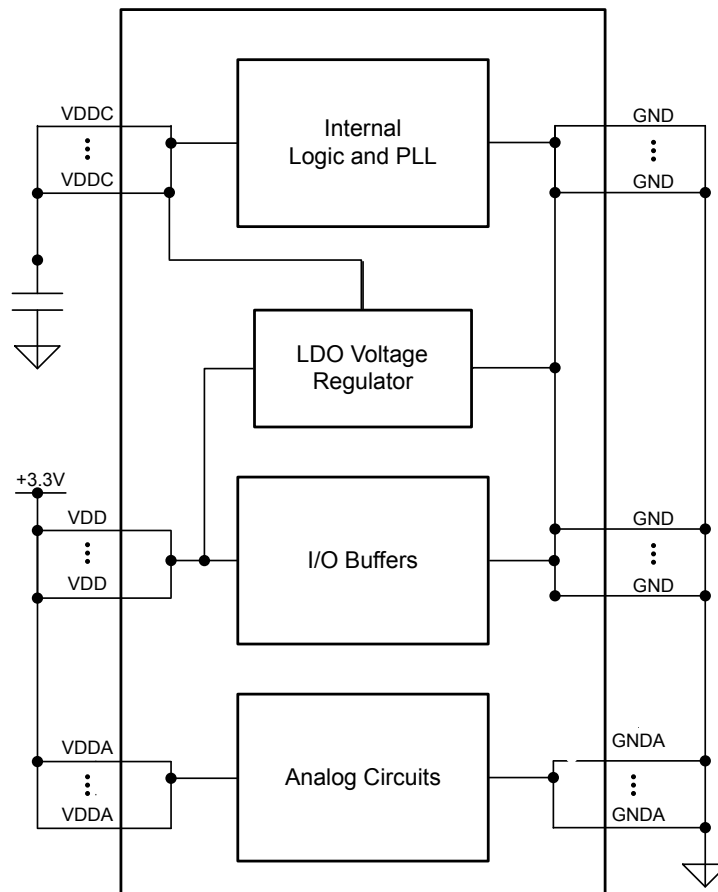 VDDC
VDDC
Internal
Logic and PLL
GND
GND
LDO Voltage
Regulator
+3.3V
VDD
VDD
I/O Buffers
GND
GND
VDDA
VDDA
Analog Circuits
GNDA
GNDA